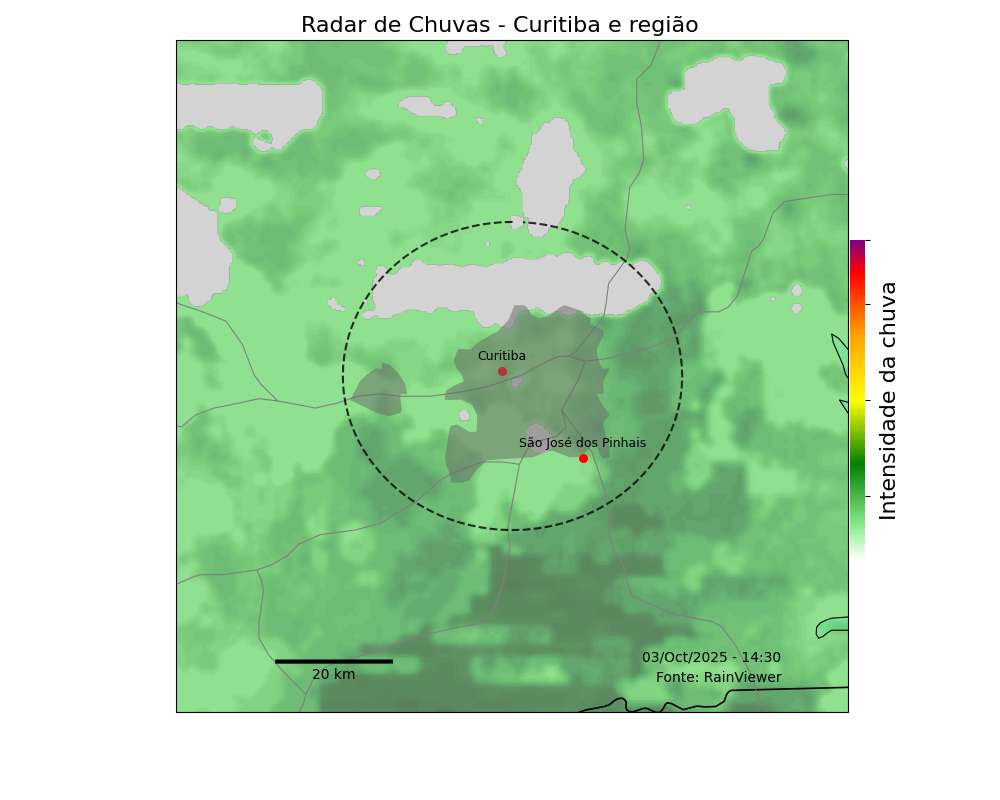 Radar de Chuvas - Curitiba e região
Curitiba
São José dos Pinhais
Intensidade da chuva
03/Oct/2025 - 14:30
Fonte: RainViewer
20 km